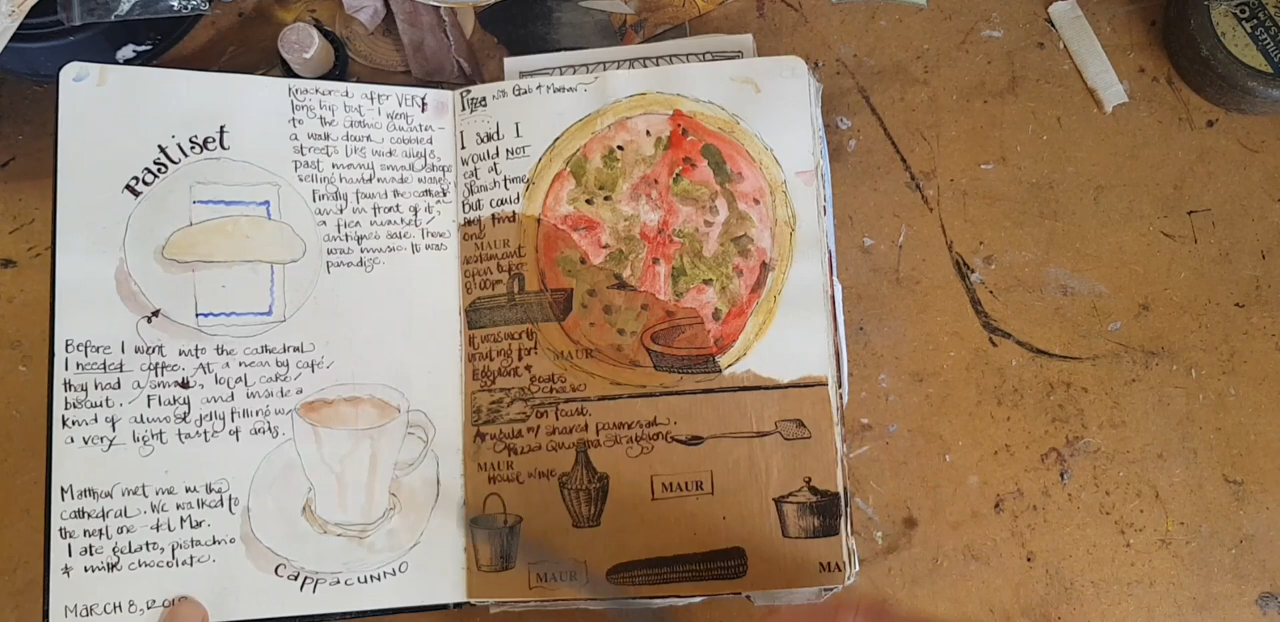 Pastiset
Knackered after VERY
long trip but - I went
to the Gothic Quarter -
a walk down cobbled
streets like wide alleys,
past many small shops
selling hand made wares.
Finally found the cathedral
and in front of it,
a flea market/
antiques sale. There
was music. It was
paradise.
Before I went into the cathedral
I needed coffee. At a near by café
they had a small, local cake/
biscuit. Flaky and inside a
kind of almost jelly filling w/
a very light taste of
Matthew met me in the
cathedral. We walked to
the next one - del Mar.
I ate gelato, pistachio
& milk chocolate.
CAPPACUNNO
MARCH 8,
Pizza with Gab & Matthew
I said I
would NOT
eat at
Spanish time
But could
not find
one
MAUR
restaurant
open before
8:00pm.
It was worth
waiting for!
MAUR
Eggplant &
goats
cheese
on toast.
Arugula w/ shaved parmesan.
Pizza
MAUR
HOUSE WINE
MAUR
MAUR
MA